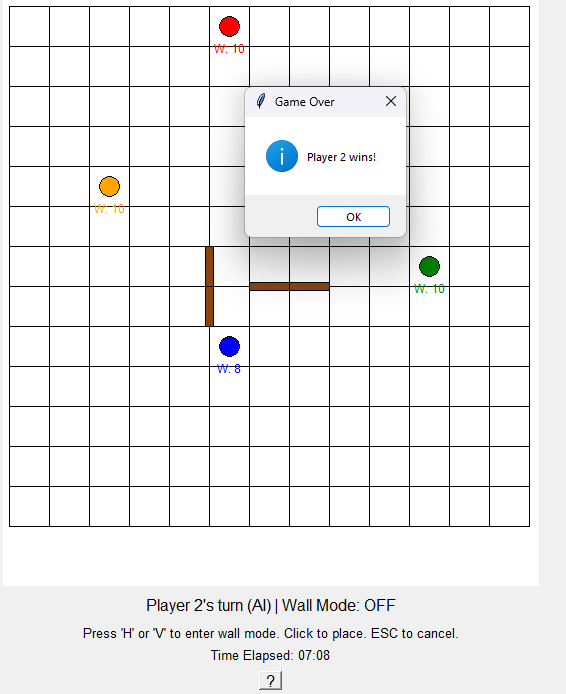 W: 10
Game Over
Player 2 wins!
OK
W: 10
W: 10
W: 8
Player 2's turn (AI) | Wall Mode: OFF
Press 'H' or 'V' to enter wall mode. Click to place. ESC to cancel.
Time Elapsed: 07:08
?